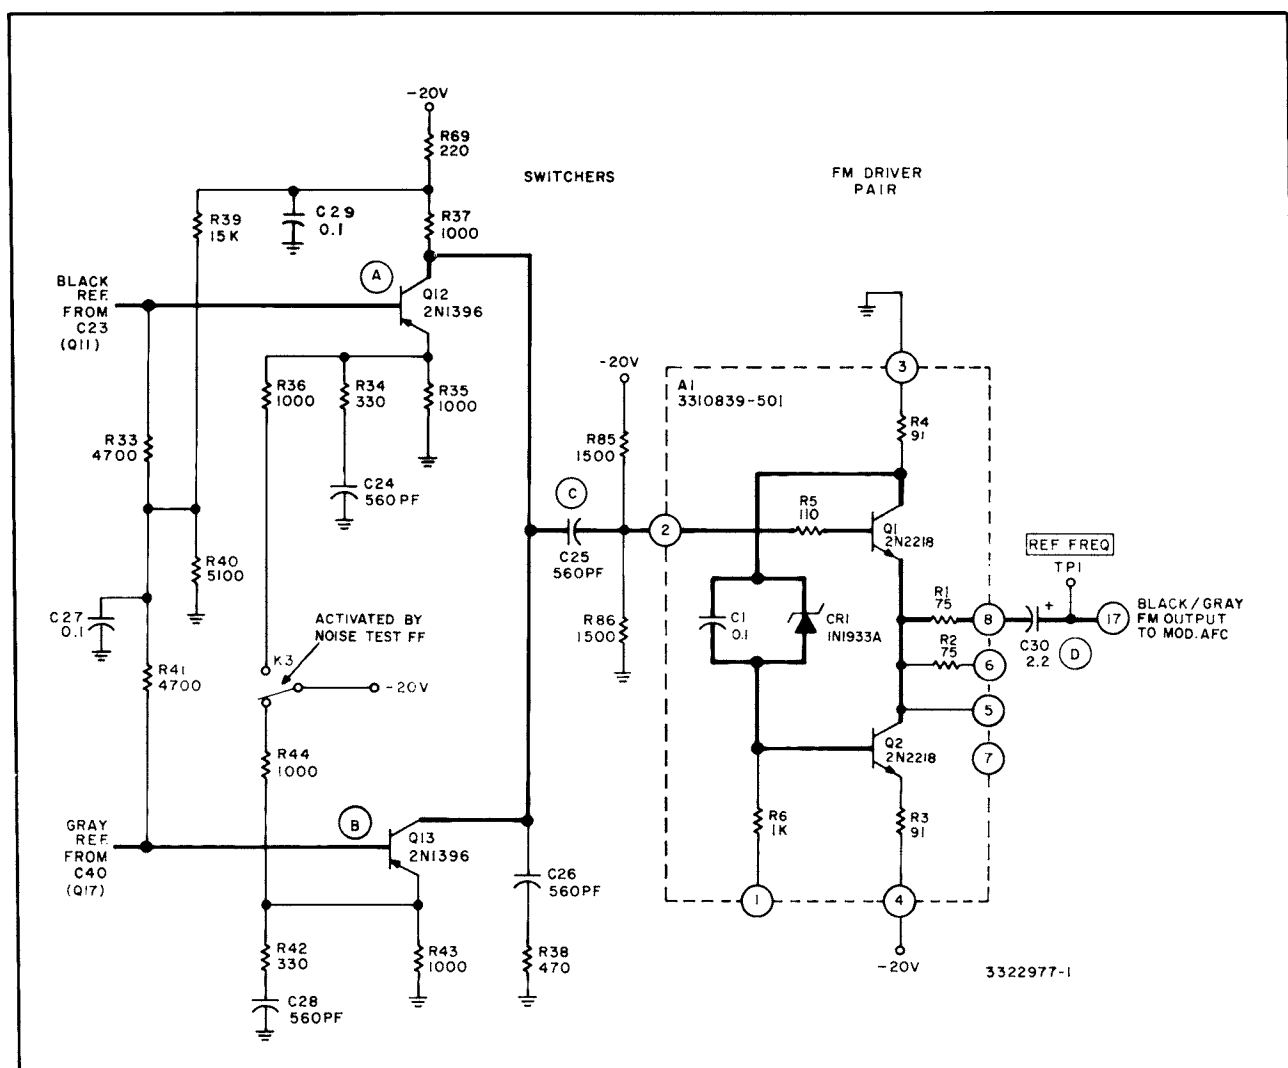 -20V
R69
220
SWITCHERS
FM DRIVER
PAIR
R39
15K
C29
0.1
R37
1000
A
Q12
2N1396
BLACK
REF.
FROM
C23
(Q11)
R36
1000
R34
330
R35
1000
-20V
3
A1
3310839-501
R4
91
R33
4700
R85
1500
C24
560PF
C
R5
110
2
C25
560PF
Q1
2N2218
REF FREQ
TP1
R40
5100
C27
0.1
R86
1500
C1
0.1
CR1
1N1933A
R1
75
8
+
C30
2.2
D
17
BLACK/GRAY
FM OUTPUT
TO MOD. AFC
R2
75
6
ACTIVATED BY
NOISE TEST FF
K3
-20V
R41
4700
5
Q2
2N2218
7
R44
1000
GRAY
REF.
FROM
C40
(Q17)
B
Q13
2N1396
R6
1K
R3
91
C26
560PF
1
4
R42
330
R43
1000
R38
470
-20V
3322977-1
C28
560PF